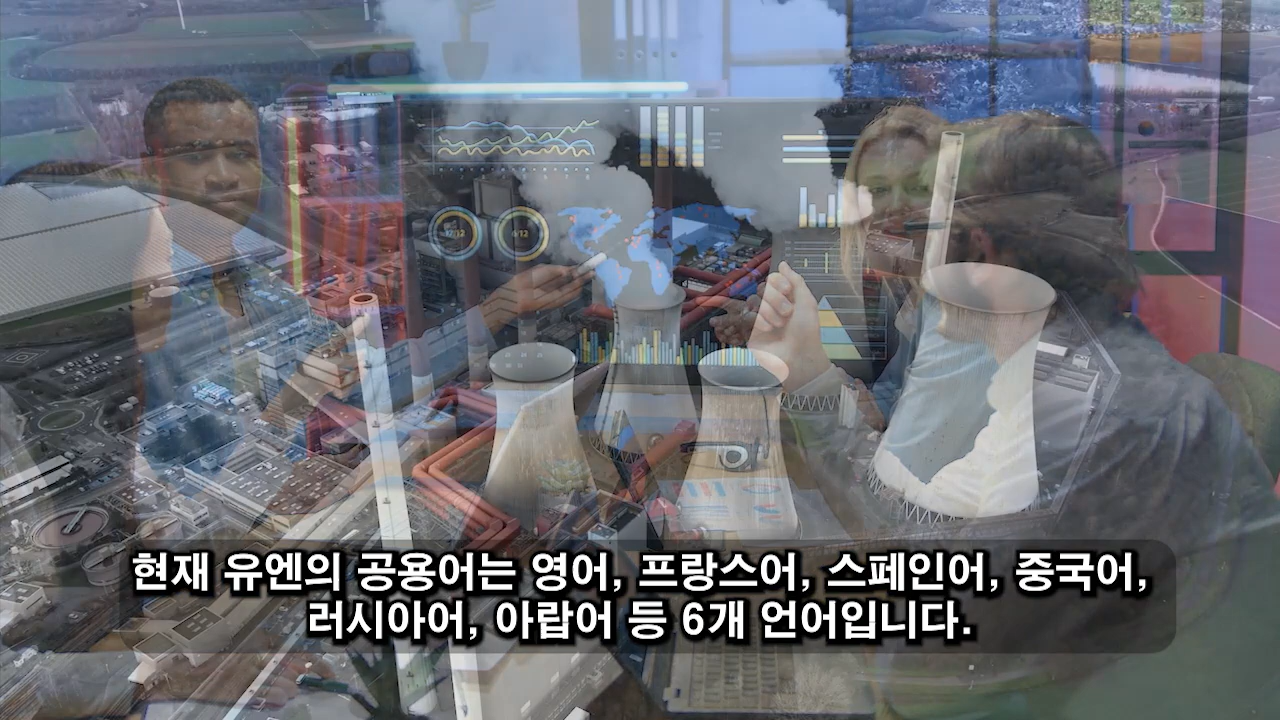 현재 유엔의 공용어는 영어, 프랑스어, 스페인어, 중국어,
러시아어, 아랍어 등 6개 언어입니다.